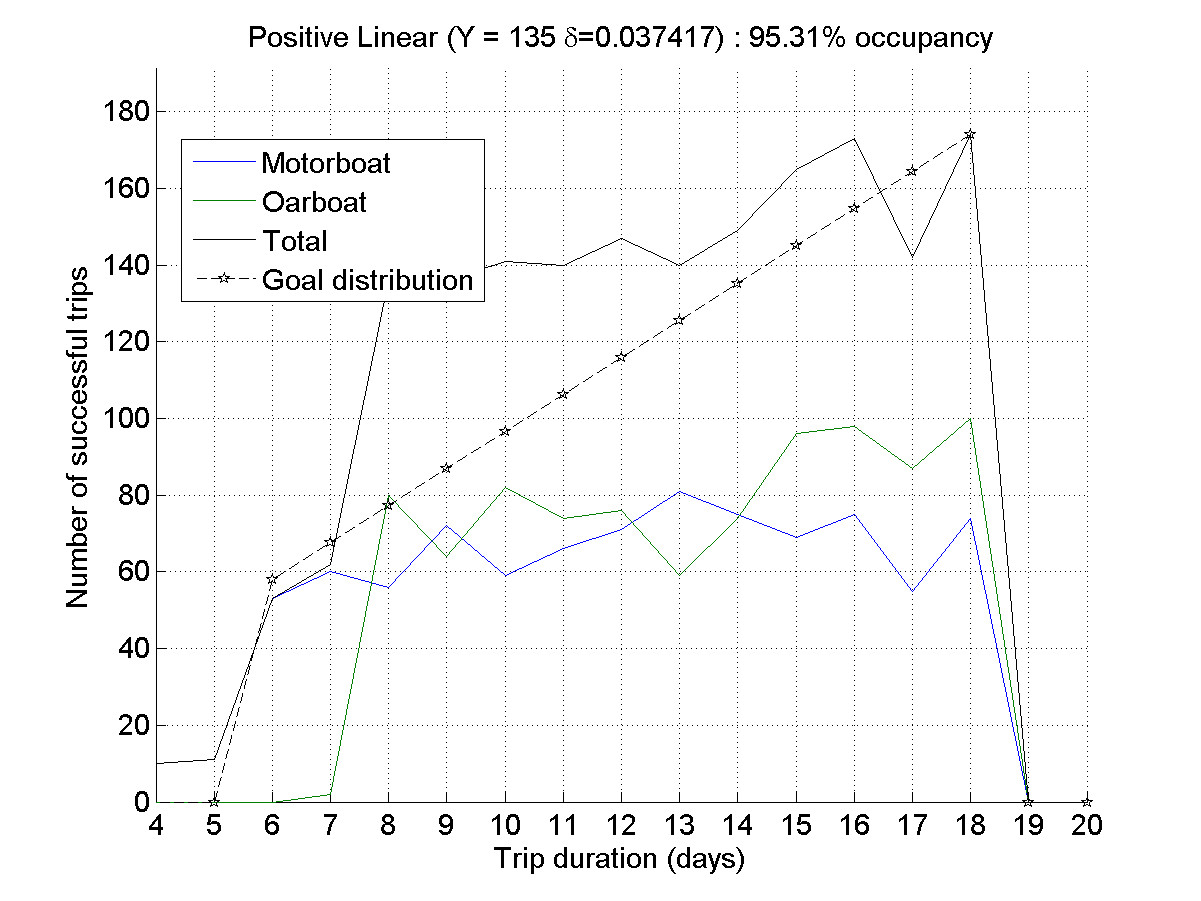 Positive Linear (Y = 135 δ=0.037417) : 95.31% occupancy
Number of successful trips
180
160
140
120
100
80
60
40
20
0
Motorboat
Oarboat
Total
Goal distribution
4 5 6 7 8 9 10 11 12 13 14 15 16 17 18 19 20
Trip duration (days)